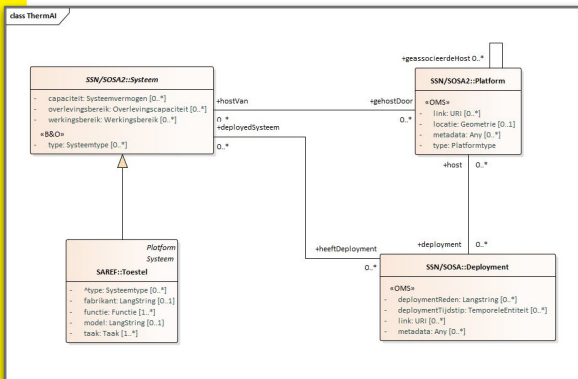 class ThermAI
SSN/SOSA2::Systeem
- capaciteit: Systeemvermogen [0..*]
- overlevingsbereik: Overlevingscapaciteit [0..*]
- werkingsbereik: Werkingsbereik [0..*]
«B&O»
- type: Systeemtype [0..*]
+hostVan
0..*
+gehostDoor
0..*
+geassocieerdeHost 0..*
SSN/SOSA2::Platform
«OMS»
- link: URI [0..*]
- locatie: Geometrie [0..1]
- metadata: Any [0..*]
- type: Platformtype
+deployedSysteem
0..*
+host 0..*
Platform
Systeem
SAREF::Toestel
- ^type: Systeemtype [0..*]
- fabrikant: LangString [0..1]
- functie: Functie [1..*]
- model: LangString [0..1]
- taak: Taak [1..*]
+heeftDeployment
0..*
+deployment 0..*
SSN/SOSA::Deployment
«OMS»
- deploymentReden: Langstring [0..*]
- deploymentTijdstip: TemporeleEntiteit [0..*]
- link: URI [0..*]
- metadata: Any [0..*]